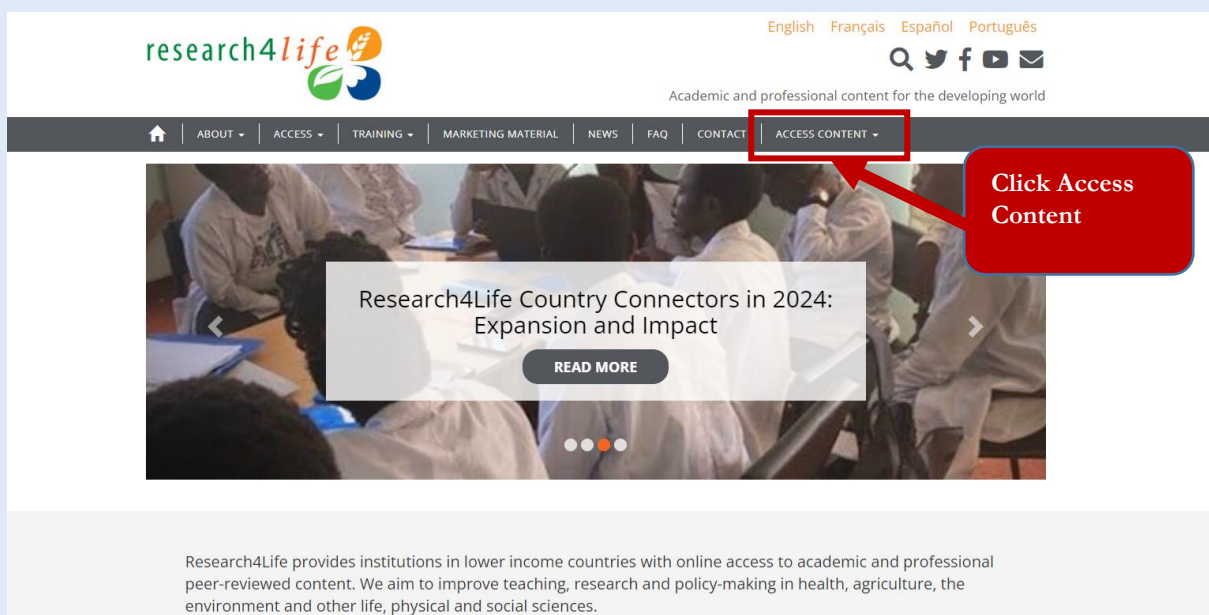 English Français Español Português
research4life
Academic and professional content for the developing world
ABOUT ACCESS TRAINING MARKETING MATERIAL NEWS FAQ CONTACT ACCESS CONTENT
Click Access
Content
Research4Life Country Connectors in 2024:
Expansion and Impact
READ MORE
Research4Life provides institutions in lower income countries with online access to academic and professional
peer-reviewed content. We aim to improve teaching, research and policy-making in health, agriculture, the
environment and other life, physical and social sciences.